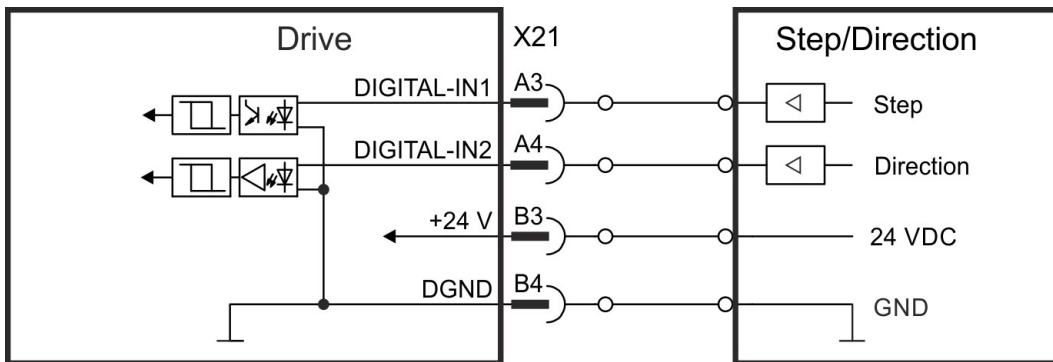 Drive
X21
Step/Direction
DIGITAL-IN1
A3
Step
DIGITAL-IN2
A4
Direction
+24 V
B3
24 VDC
DGND
B4
GND